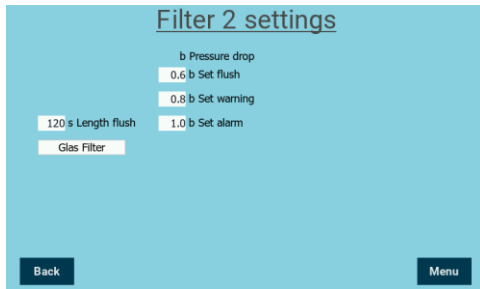 Filter 2 settings
b Pressure drop
0.6 b Set flush
0.8 b Set warning
120 s Length flush 1.0 b Set alarm
Glas Filter
Back Menu